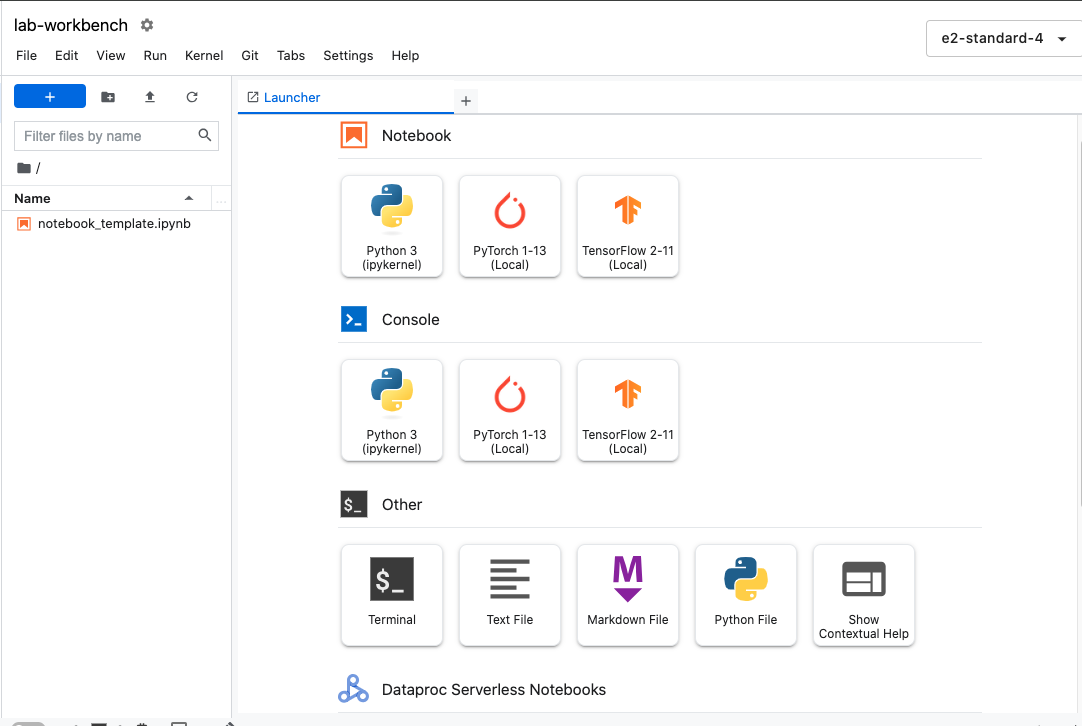 lab-workbench
File Edit View Run Kernel Git Tabs Settings Help
e2-standard-4
+
Filter files by name
/
Name
...
notebook_template.ipynb
Launcher
+
Notebook
Python 3
(ipykernel)
PyTorch 1-13
(Local)
TensorFlow 2-11
(Local)
>_
Console
Python 3
(ipykernel)
PyTorch 1-13
(Local)
TensorFlow 2-11
(Local)
$_
Other
$_
Terminal
Text File
M
Markdown File
Python File
Show
Contextual Help
Dataproc Serverless Notebooks